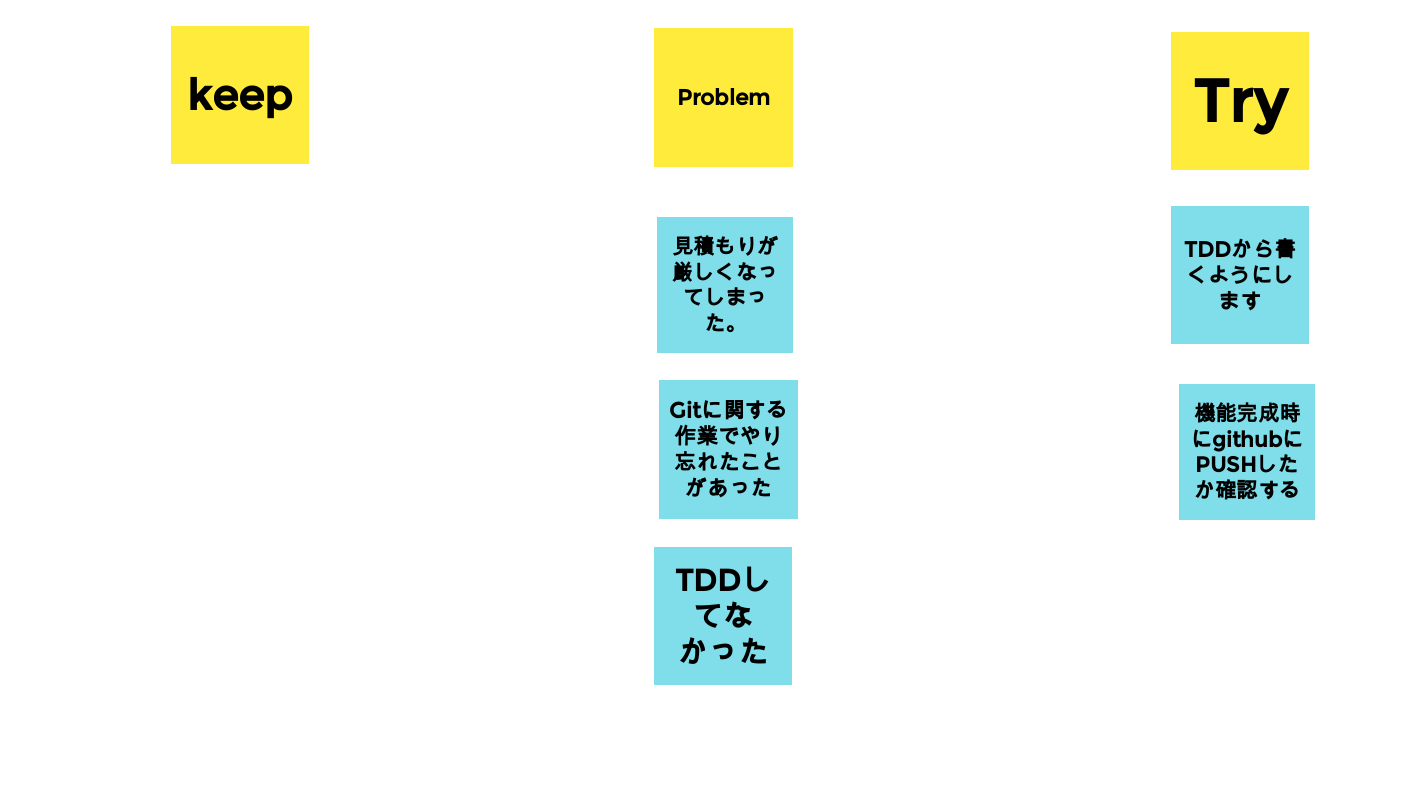 keep
Problem
Try
見積もりが
厳しくなっ
てしまっ
た。
Gitに関する
作業でやり
忘れたこと
があった
TDDし
てな
かった
TDDから書
くようにし
ます
機能完成時
にgithubに
PUSHした
か確認する